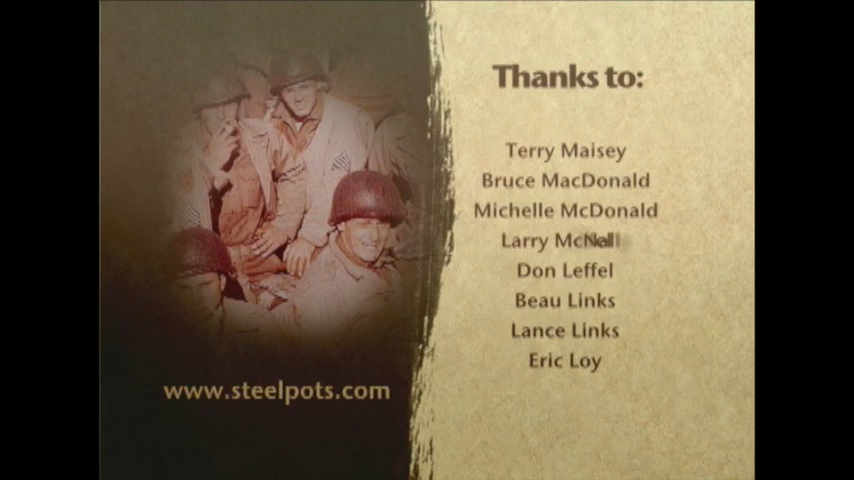 Thanks to:
Terry Maisey
Bruce MacDonald
Michelle McDonald
Larry
Don Leffel
Beau Links
Lance Links
Eric Loy
www.steelpots.com